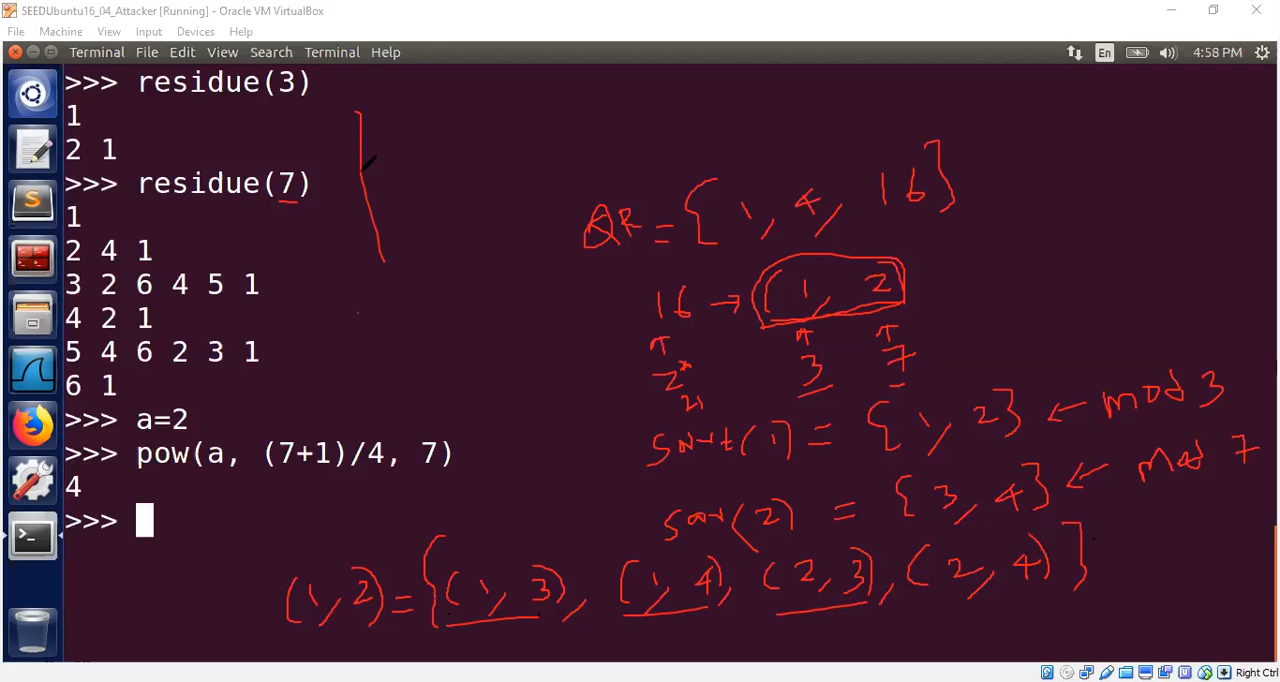 SEEDUbuntu16_04_Attacker [Running] - Oracle VM VirtualBox
File Machine View Input Devices Help
Terminal File Edit View Search Terminal Help
En 4:58 PM
>>> residue(3)
1
2 1
>>> residue(7)
1
2 4 1
3 2 6 4 5 1
4 2 1
5 4 6 2 3 1
6 1
>>> a=2
>>> pow(a, (7+1)/4, 7)
4
>>>
QR = {1, 4, 16}
16 → (1, 2)
3 7
sqrt(1) = {1, 2} ← mod 3
(2) = {3, 4} ← mod 7
(1, 2) = {(1, 3), (1, 4), (2, 3), (2, 4)}
Right Ctrl